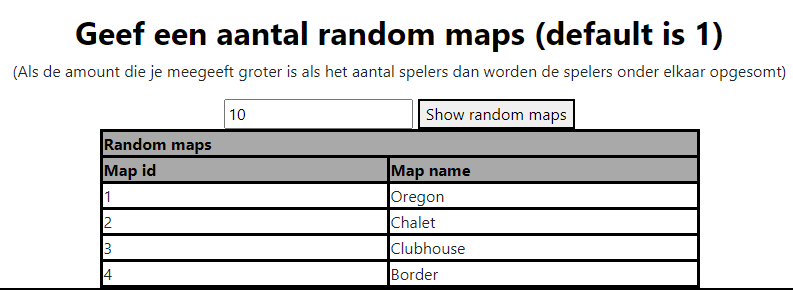 Geef een aantal random maps (default is 1)
(Als de amount die je meegeeft groter is als het aantal spelers dan worden de spelers onder elkaar opgesomt)
10 Show random maps
Random maps
Map id Map name
1 Oregon
2 Chalet
3 Clubhouse
4 Border